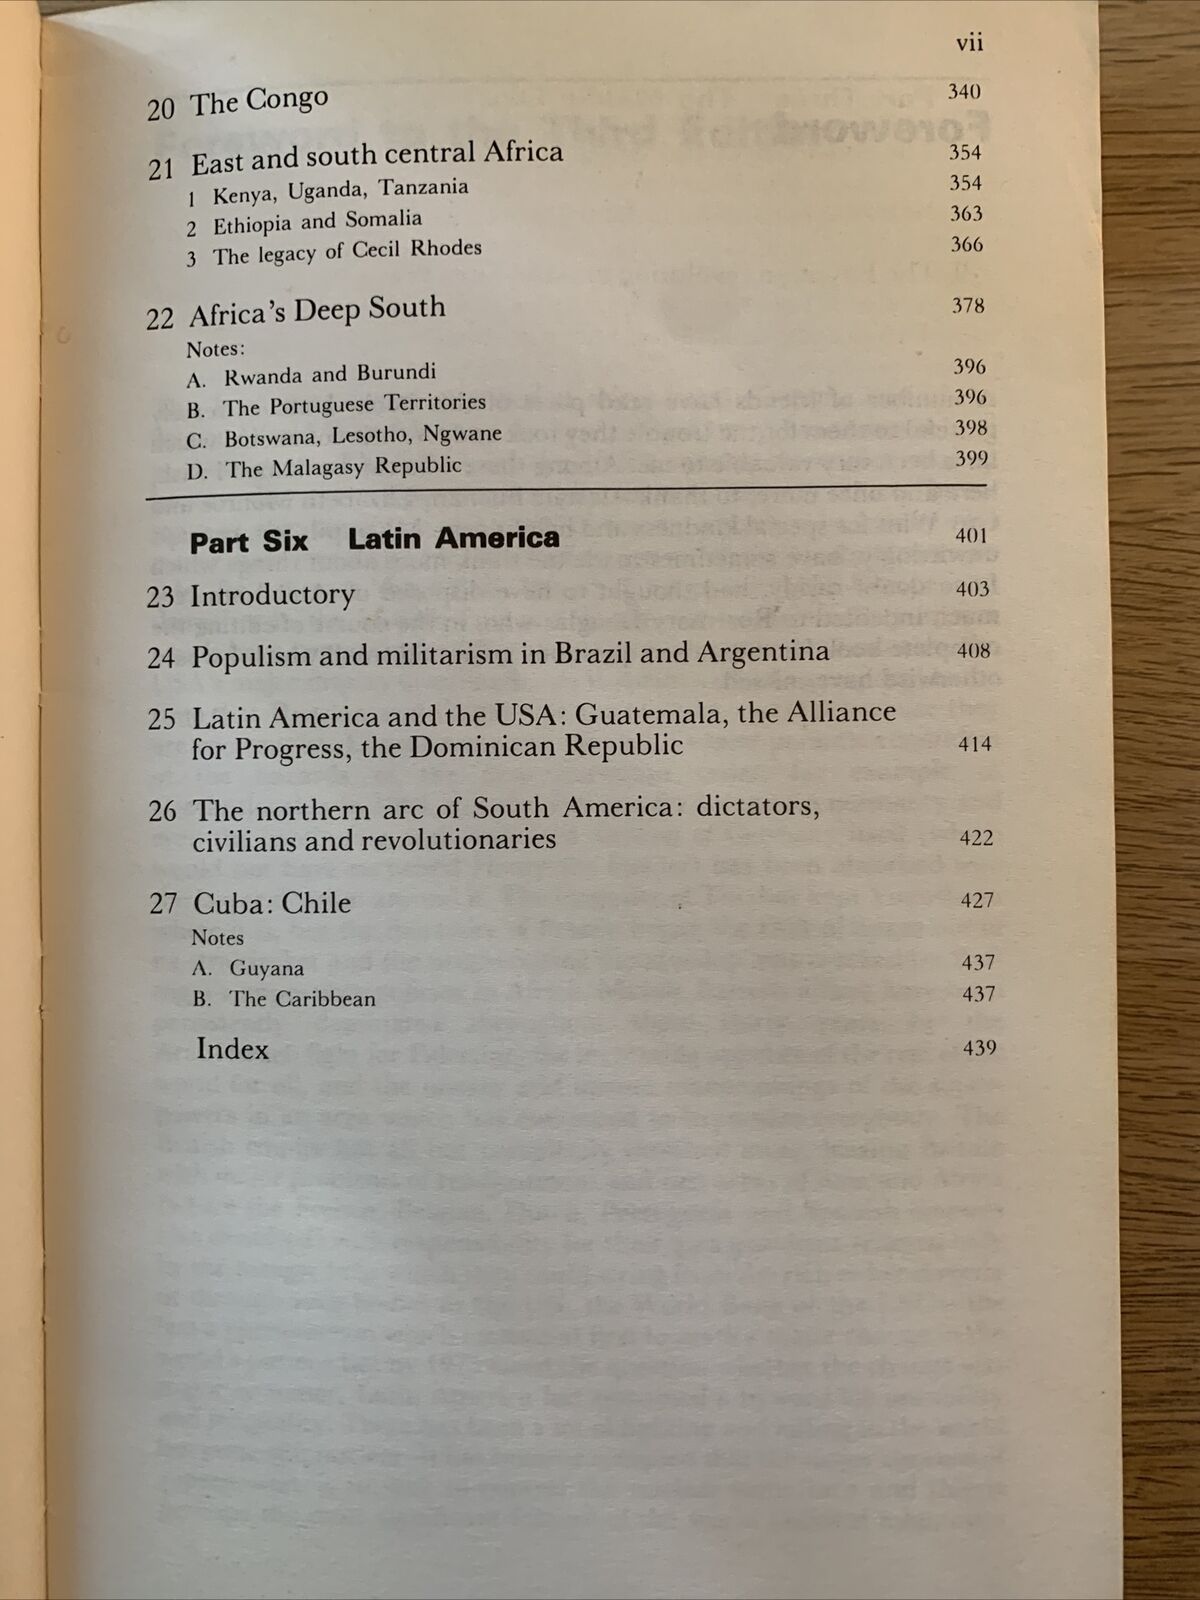 vii
20 The Congo 340
21 East and south central Africa 354
1 Kenya, Uganda, Tanzania 354
2 Ethiopia and Somalia 363
3 The legacy of Cecil Rhodes 366
22 Africa's Deep South 378
Notes:
A. Rwanda and Burundi 396
B. The Portuguese Territories 396
C. Botswana, Lesotho, Ngwane 398
D. The Malagasy Republic 399
Part Six Latin America 401
23 Introductory 403
24 Populism and militarism in Brazil and Argentina 408
25 Latin America and the USA: Guatemala, the Alliance
for Progress, the Dominican Republic 414
26 The northern arc of South America: dictators,
civilians and revolutionaries 422
27 Cuba: Chile 427
Notes
A. Guyana 437
B. The Caribbean 437
Index 439